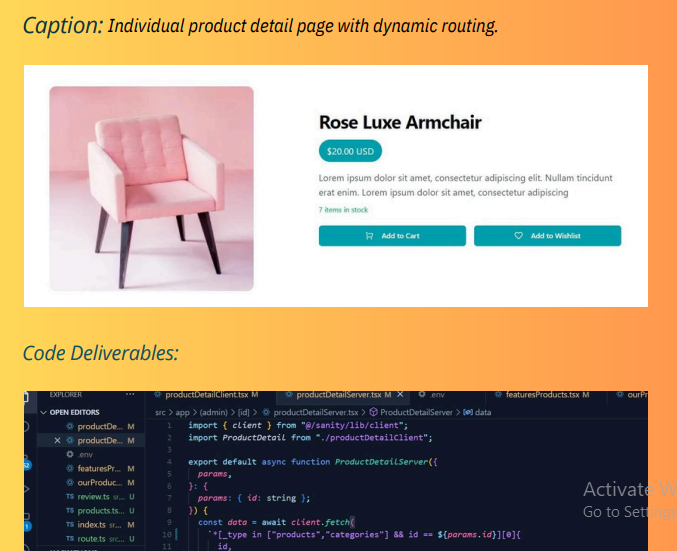 Caption: Individual product detail page with dynamic routing.
Rose Luxe Armchair
$20.00 USD
Lorem ipsum dolor sit amet, consectetur adipiscing elit. Nullam tincidunt
erat enim. Lorem ipsum dolor sit amet, consectetur adipiscing
7 items in stock
Add to Cart
Add to Wishlist
Code Deliverables:
EXPLORER ...
productDetailClient.tsx M
productDetailServer.tsx M
.env
featuresProducts.tsx M
OPEN EDITORS
src > app > (admin) > [id] > productDetailServer.tsx > ProductDetailServer > data
productDe... M
productDe... M
.env
featuresPr... M
ourProduc... M
TS review.ts sr... U
TS products.ts... U
TS index.ts sr... M
TS route.ts src... U
1 import { client } from "@/sanity/lib/client";
2 import ProductDetail from "./productDetailClient";
3
4 export default async function ProductDetailServer({
5 params,
6 }: {
7 params: { id: string };
8 }) {
9 const data = await client.fetch(
10 `*[_type in ["products","categories"] && id == ${params.id}][0]{
11 id,
Activate W
Go to Sett